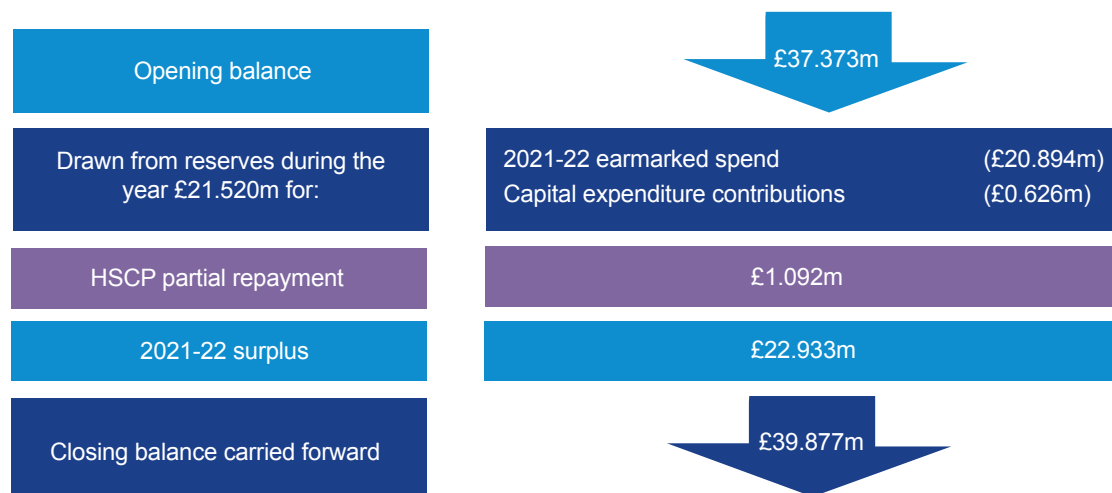 Opening balance
£37.373m
Drawn from reserves during the
year £21.520m for:
2021-22 earmarked spend (£20.894m)
Capital expenditure contributions (£0.626m)
HSCP partial repayment
£1.092m
2021-22 surplus
£22.933m
Closing balance carried forward
£39.877m